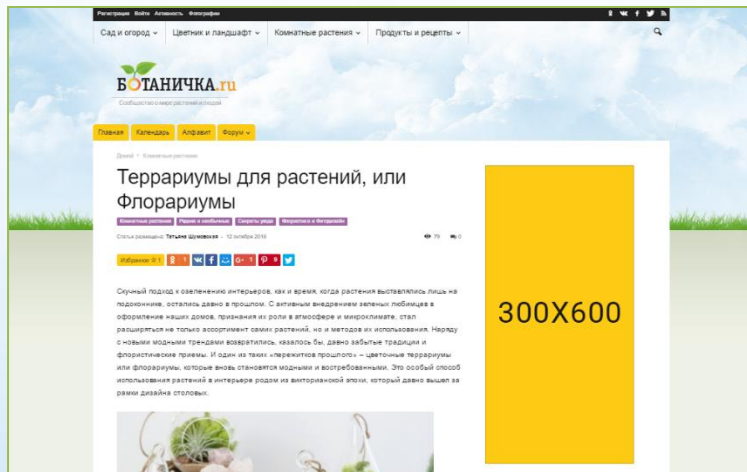 Регистрация Войти Активность Фотографии
Сад и огород Цветник и ландшафт Комнатные растения Продукты и рецепты
БОТАНИЧКА.ru
Сообщество о мире растений и людей
Главная Календарь Алфавит Форум
Домой Комнатные растения
Террариумы для растений, или
Флорариумы
Комнатные растения Редкие и необычные Секреты ухода Флористика и Фитодизайн
Статья размещена: Татьяна Шумовская - 12 октября 2016 79 0
Избранное 1 1 1 9
Скучный подход к озеленению интерьеров, как и время, когда растения выставлялись лишь на
подоконнике, остались давно в прошлом. С активным внедрением зеленых любимцев в
оформление наших домов, признания их роли в атмосфере и микроклимате, стал
расширяться не только ассортимент самих растений, но и методов их использования. Наряду
с новыми модными трендами возвратились, казалось бы, давно забытые традиции и
флористические приемы. И один из таких «пережитков прошлого» – цветочные террариумы
или флорариумы, которые вновь становятся модными и востребованными. Это особый способ
использования растений в интерьере родом из викторианской эпохи, который давно вышел за
рамки дизайна столовых.
300X600